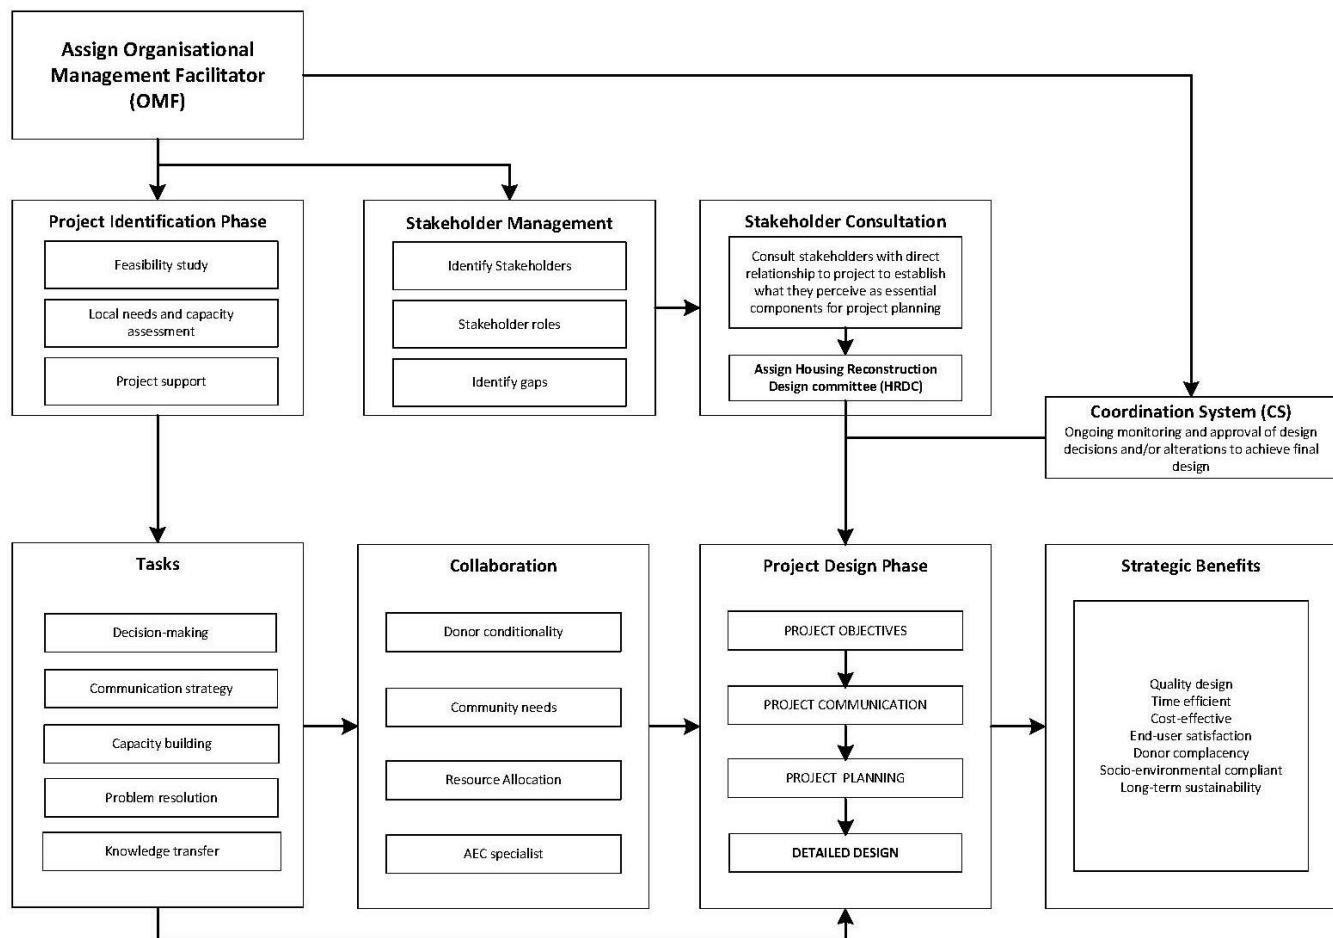 Assign Organisational
Management Facilitator
(OMF)
Project Identification Phase
Feasibility study
Local needs and capacity
assessment
Project support
Stakeholder Management
Identify Stakeholders
Stakeholder roles
Identify gaps
Stakeholder Consultation
Consult stakeholders with direct
relationship to project to establish
what they perceive as essential
components for project planning
Assign Housing Reconstruction
Design committee (HRDC)
Coordination System (CS)
Ongoing monitoring and approval of design
decisions and/or alterations to achieve final
design
Tasks
Decision-making
Communication strategy
Capacity building
Problem resolution
Knowledge transfer
Collaboration
Donor conditionality
Community needs
Resource Allocation
AEC specialist
Project Design Phase
PROJECT OBJECTIVES
PROJECT COMMUNICATION
PROJECT PLANNING
DETAILED DESIGN
Strategic Benefits
Quality design
Time efficient
Cost-effective
End-user satisfaction
Donor complacency
Socio-environmental compliant
Long-term sustainability